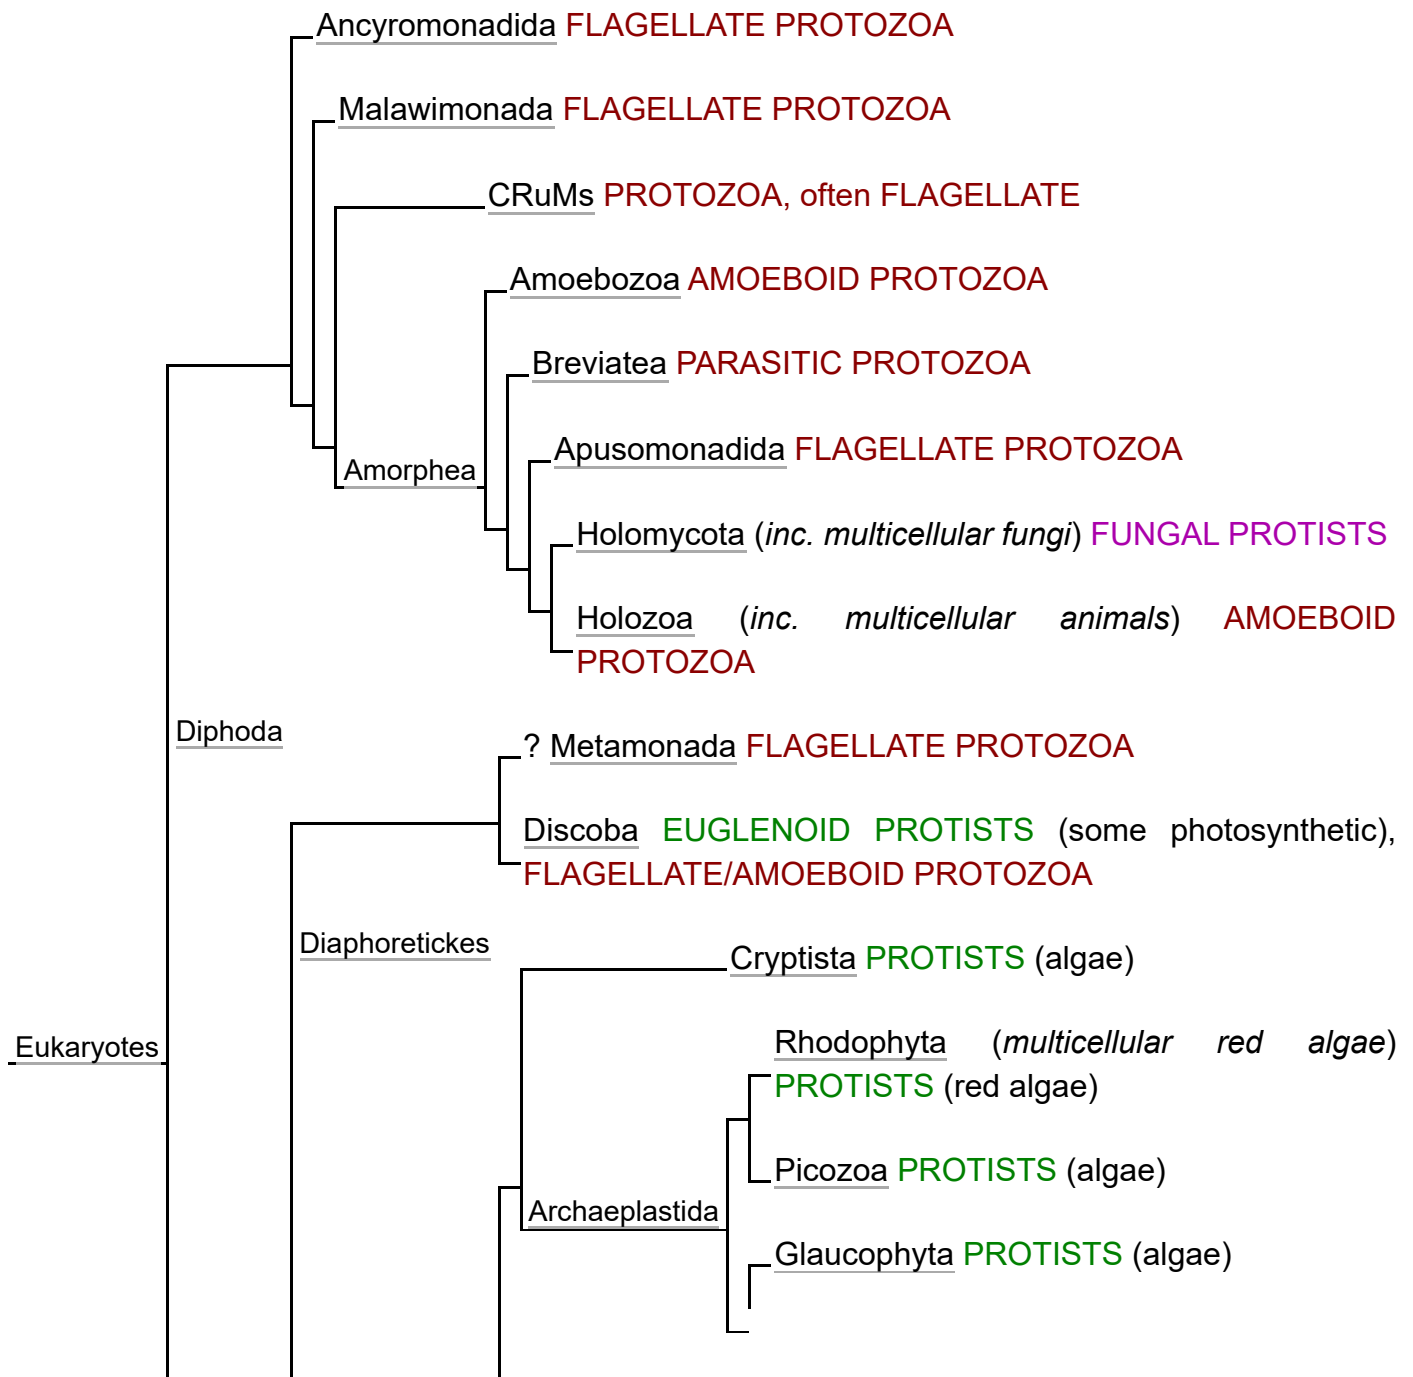 Ancyromonadida FLAGELLATE PROTOZOA
Malawimonada FLAGELLATE PROTOZOA
CRuMs PROTOZOA, often FLAGELLATE
Amoebozoa AMOEBOID PROTOZOA
Breviatea PARASITIC PROTOZOA
Apusomonadida FLAGELLATE PROTOZOA
Amorphea
Holomycota (inc. multicellular fungi) FUNGAL PROTISTS
Holozoa (inc. multicellular animals) AMOEBOID
PROTOZOA
Diphoda
? Metamonada FLAGELLATE PROTOZOA
Discoba EUGLENOID PROTISTS (some photosynthetic),
FLAGELLATE/AMOEBOID PROTOZOA
Diaphoretickes
Cryptista PROTISTS (algae)
Eukaryotes
Rhodophyta (multicellular red algae)
PROTISTS (red algae)
Picozoa PROTISTS (algae)
Archaeplastida
Glaucophyta PROTISTS (algae)